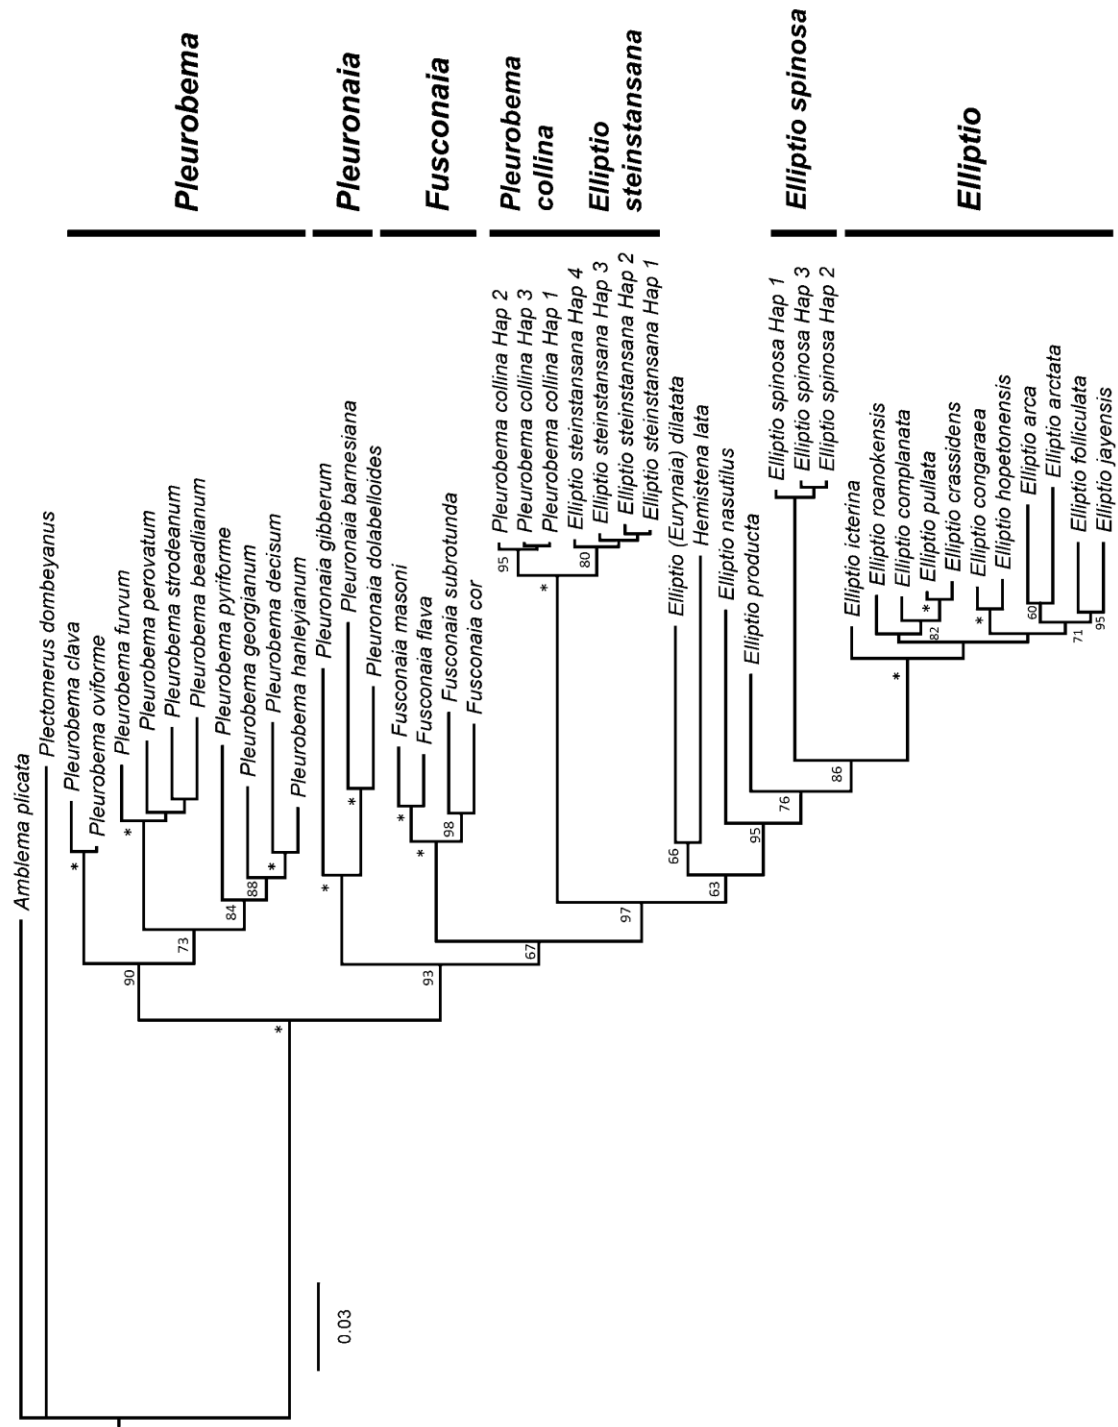 Amblema plicata
Plectomerus dombeyanus
Pleurobema clava
Pleurobema oviforme
Pleurobema furvum
Pleurobema perovatum
Pleurobema strodeanum
Pleurobema beadlianum
Pleurobema pyriforme
Pleurobema georgianum
Pleurobema decisum
Pleurobema hanleyianum
Pleuronaia gibberum
Pleuronaia barnesiana
Pleuronaia dolabelloides
Fusconaia masoni
Fusconaia flava
Fusconaia subrotunda
Fusconaia cor
Pleurobema collina Hap 2
Pleurobema collina Hap 3
Pleurobema collina Hap 1
Elliptio steinstansana Hap 4
Elliptio steinstansana Hap 3
Elliptio steinstansana Hap 2
Elliptio steinstansana Hap 1
Elliptio (Eurynaia) dilatata
Hemistena lata
Elliptio nasutilus
Elliptio producta
Elliptio spinosa Hap 1
Elliptio spinosa Hap 3
Elliptio spinosa Hap 2
Elliptio icterina
Elliptio roanokensis
Elliptio complanata
Elliptio pullata
Elliptio crassidens
Elliptio congaraea
Elliptio hopetonensis
Elliptio arca
Elliptio arctata
Elliptio folliculata
Elliptio jayensis
Pleurobema
Pleuronaia
Fusconaia
Pleurobema
collina
Elliptio
steinstansana
Elliptio spinosa
Elliptio
*
*
90
73
*
84
88
*
93
*
*
67
*
*
98
97
*
95
80
63
66
95
76
86
*
82
*
*
60
71
95
0.03